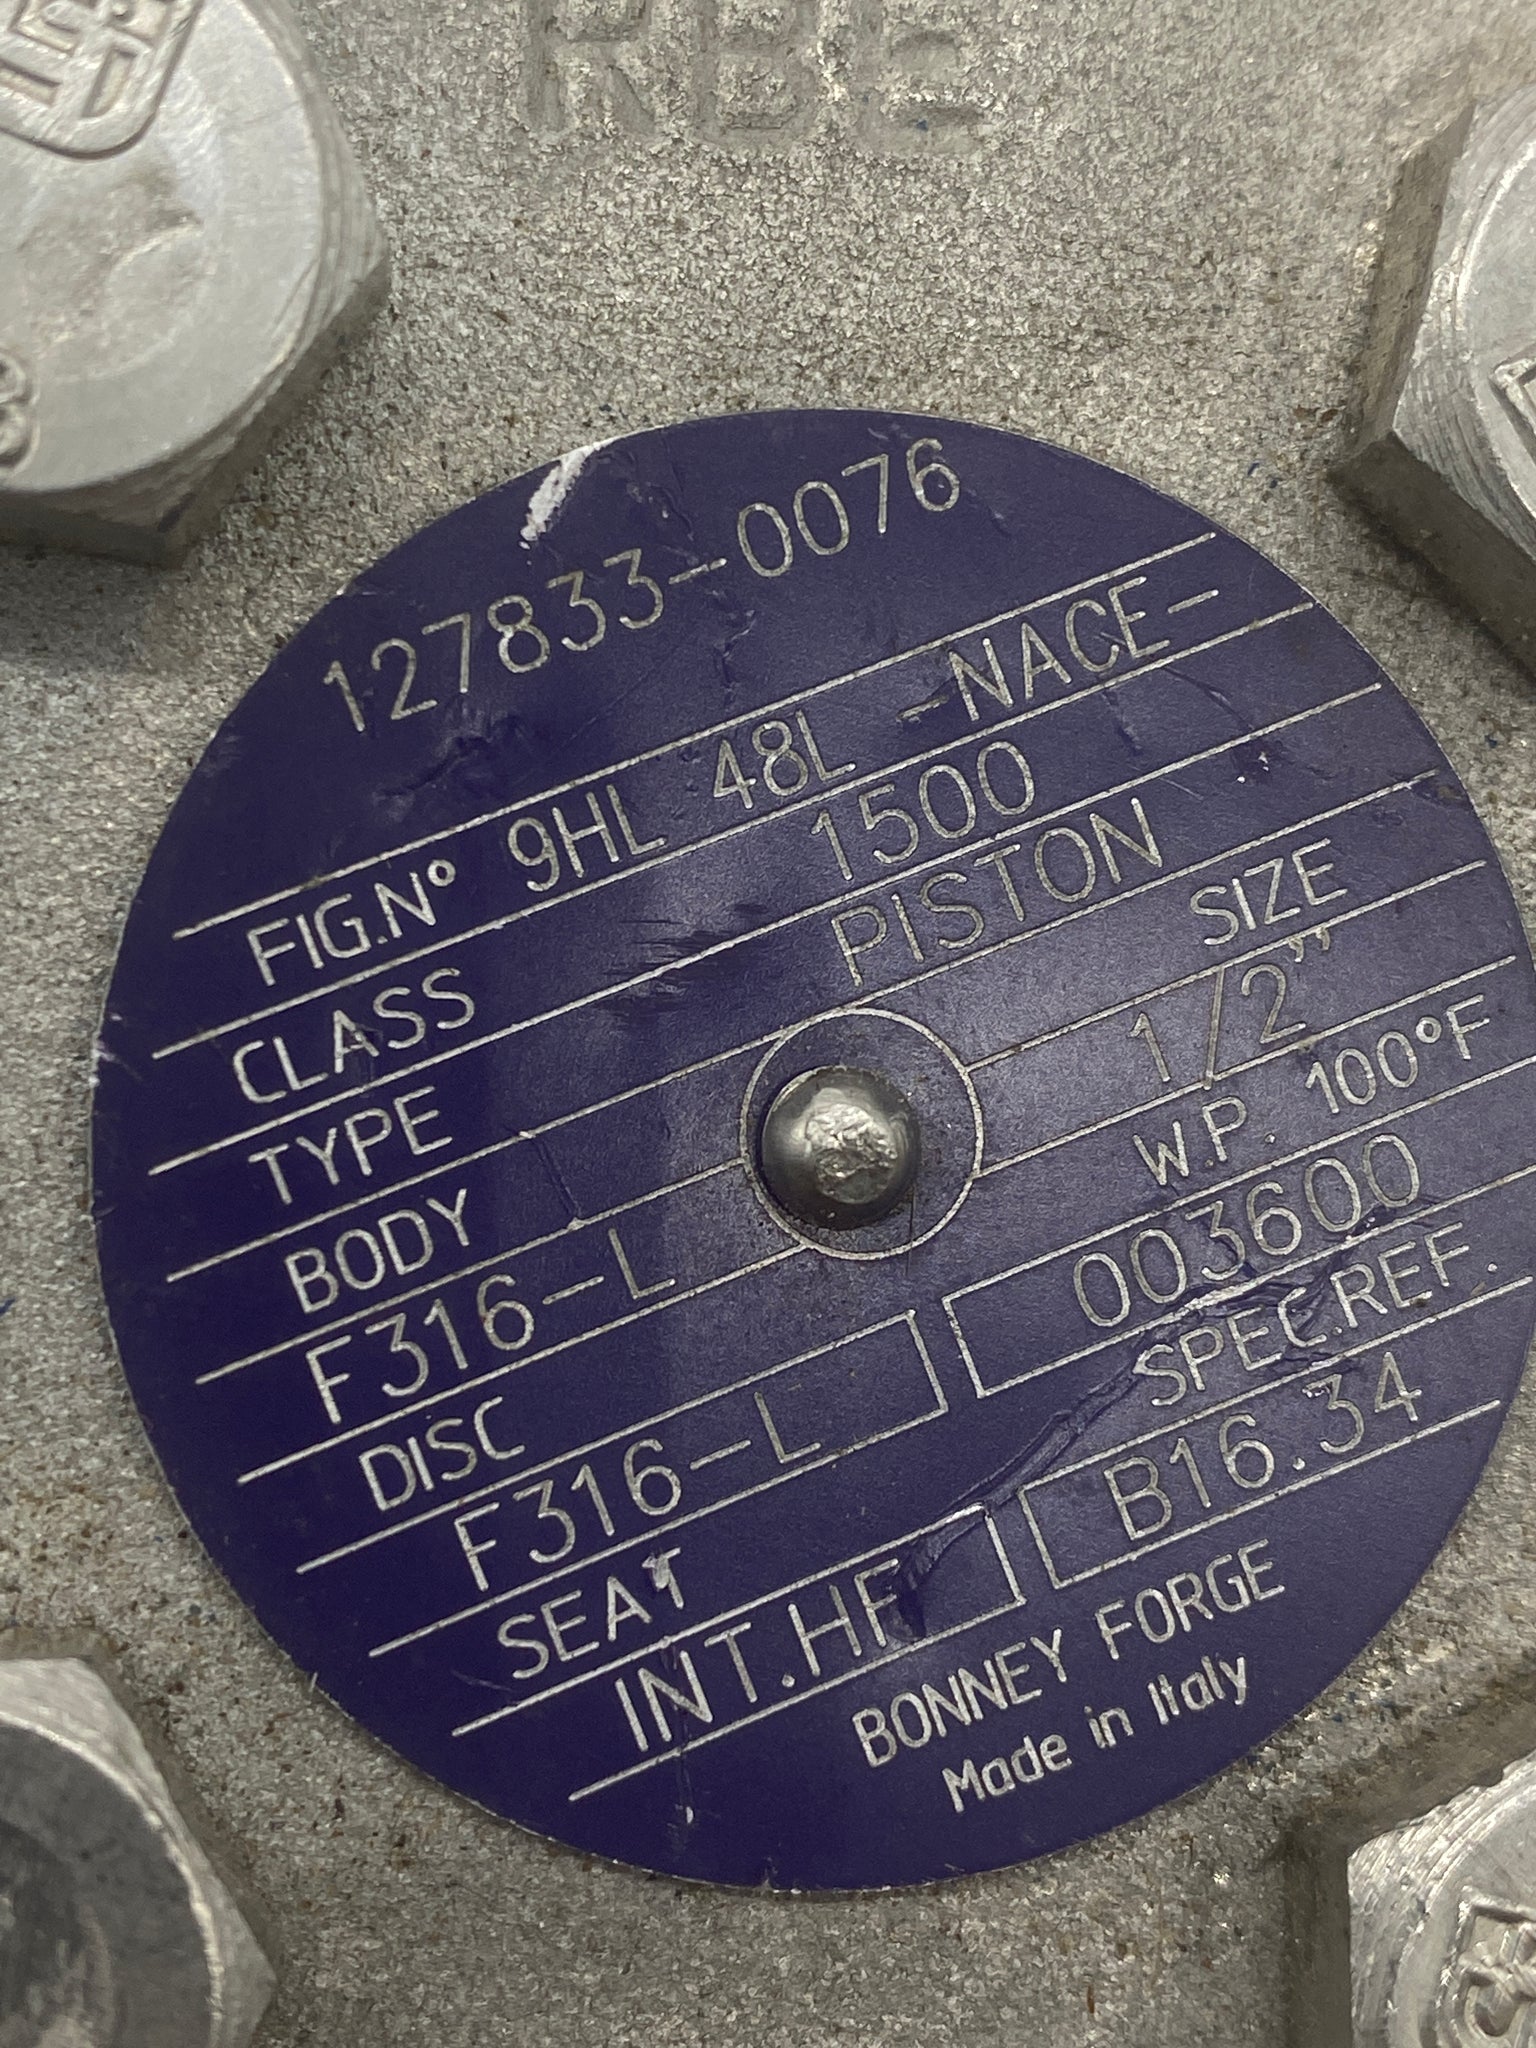 127833-0076
FIG.Nº 9HL 48L -NACE-
CLASS 1500
TYPE PISTON
BODY
F316-L
DISC
F316-L
SEAT
INT.HF
SIZE
1/2”
W.P. 100°F
003600
SPEC.REF.
B16.34
BONNEY FORGE
Made in Italy